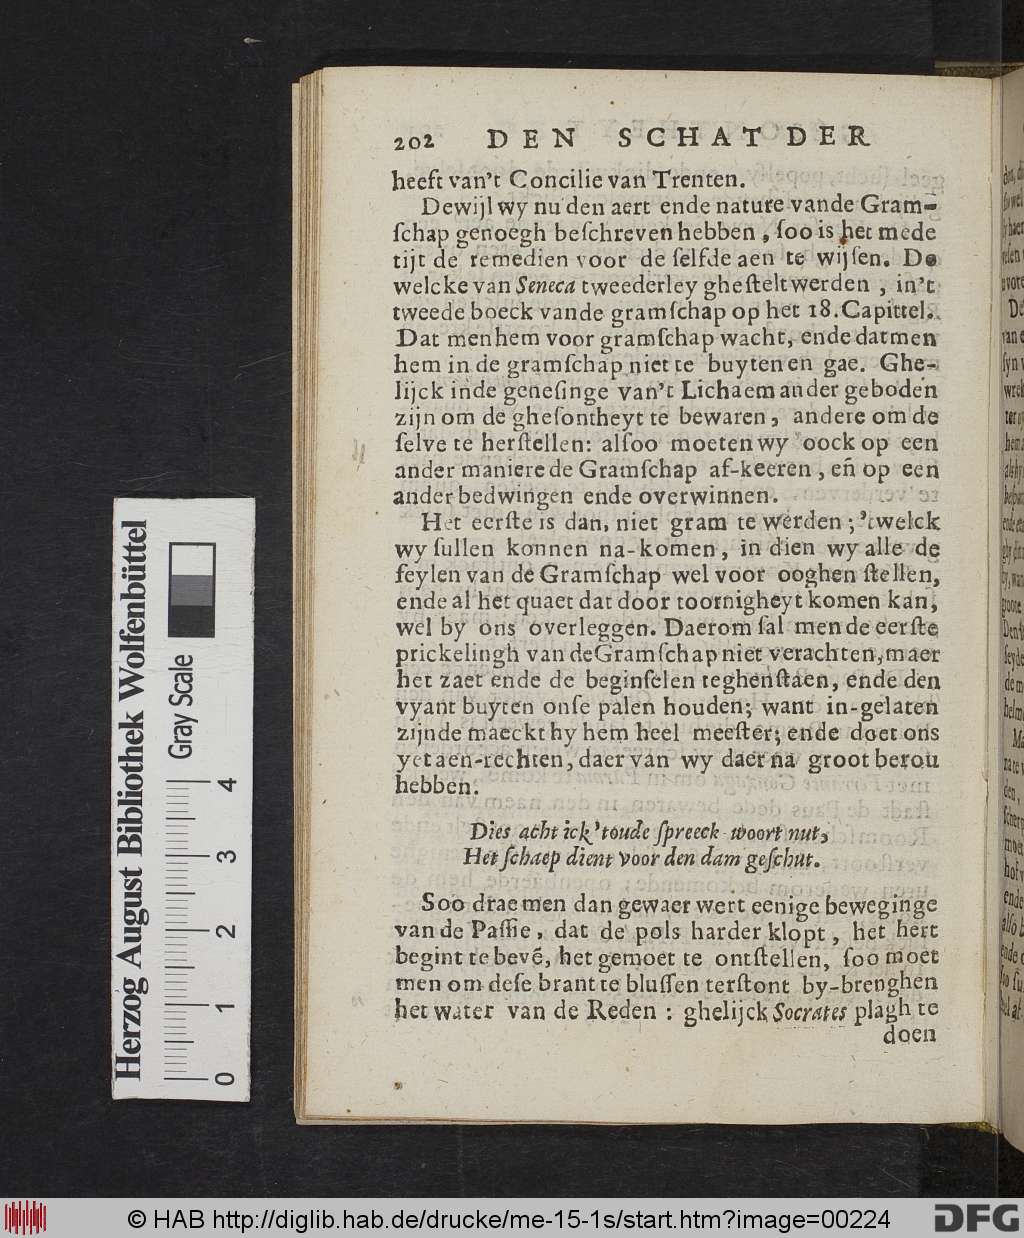 202 DEN SCHAT DER
heeft van't Concilie van Trenten.
Dewijl wy nu den aert ende nature vande Gram-
ſchap genoegh beſchreven hebben, ſoo is het mede
tijt de remedien voor de ſelfde aen te wijſen. De
welcke van Seneca tweederley gheſtelt werden, in't
tweede boeck vande gramſchap op het 18. Capittel.
Dat men hem voor gramſchap wacht, ende datmen
hem in de gramſchap niet te buyten en gae. Ghe-
lijck inde geneſinge van't Lichaem ander geboden
zijn om de gheſontheyt te bewaren, andere om de
ſelve te herſtellen: alſoo moeten wy oock op een
ander maniere de Gramſchap af-keeren, en̄ op een
ander bedwingen ende overwinnen.
Het eerſte is dan, niet gram te werden; 'twelck
wy ſullen konnen na-komen, in dien wy alle de
feylen van de Gramſchap wel voor ooghen ſtellen,
ende al het quaet dat door toornigheyt komen kan,
wel by ons overleggen. Daerom ſal men de eerſte
prickelingh van de Gramſchap niet verachten, maer
het zaet ende de beginſelen teghenſtaen, ende den
vyant buyten onſe palen houden; want in-gelaten
zijnde maeckt hy hem heel meeſter; ende doet ons
yet aen-rechten, daer van wy daer na groot berou
hebben.
Dies acht ick 'toude ſpreeck-woort nut,
Het ſchaep dient voor den dam geſchut.
Soo drae men dan gewaer wert eenige beweginge
van de Paſſie, dat de pols harder klopt, het hert
begint te bevē, het gemoet te ontſtellen, ſoo moet
men om deſe brant te bluſſen terſtont by-brenghen
het water van de Reden: ghelijck Socrates plagh te
doen
Herzog August Bibliothek Wolfenbüttel
Gray Scale
0 1 2 3 4
© HAB http://diglib.hab.de/drucke/me-15-1s/start.htm?image=00224
DFG